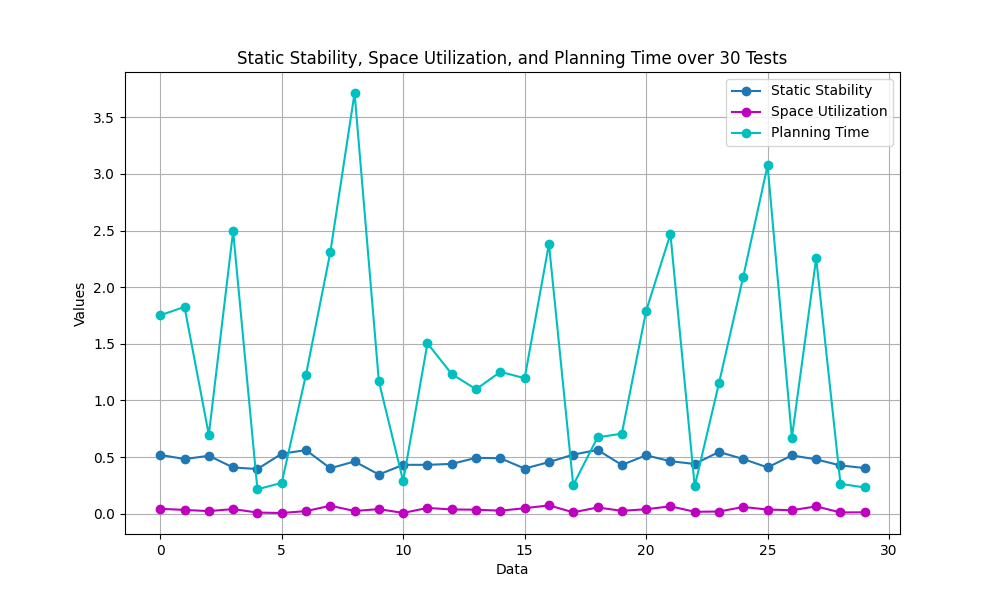 Static Stability, Space Utilization, and Planning Time over 30 Tests
Static Stability
Space Utilization
Planning Time
3.5
3.0
2.5
2.0
1.5
1.0
0.5
0.0
Values
0 5 10 15 20 25 30
Data